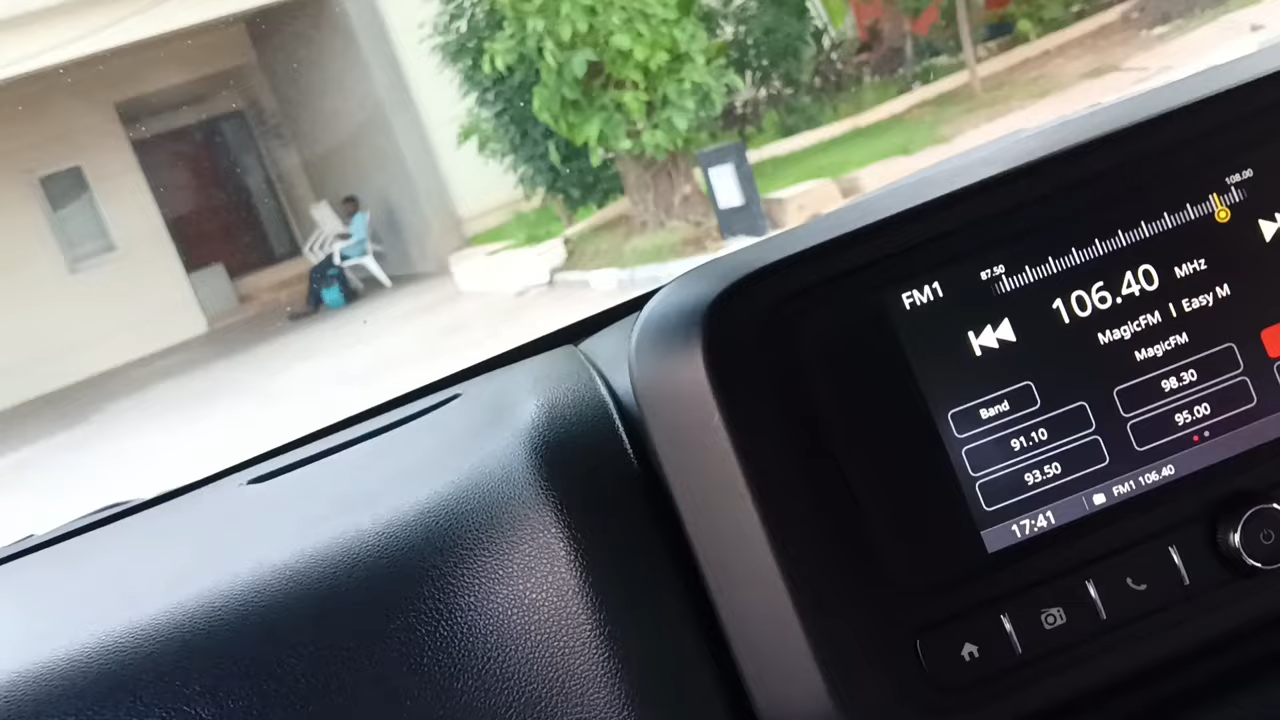 108.00
87.50
FM1
106.40 MHz
MagicFM | Easy M
MagicFM
Band
98.30
91.10
95.00
93.50
17:41
FM1 106.40